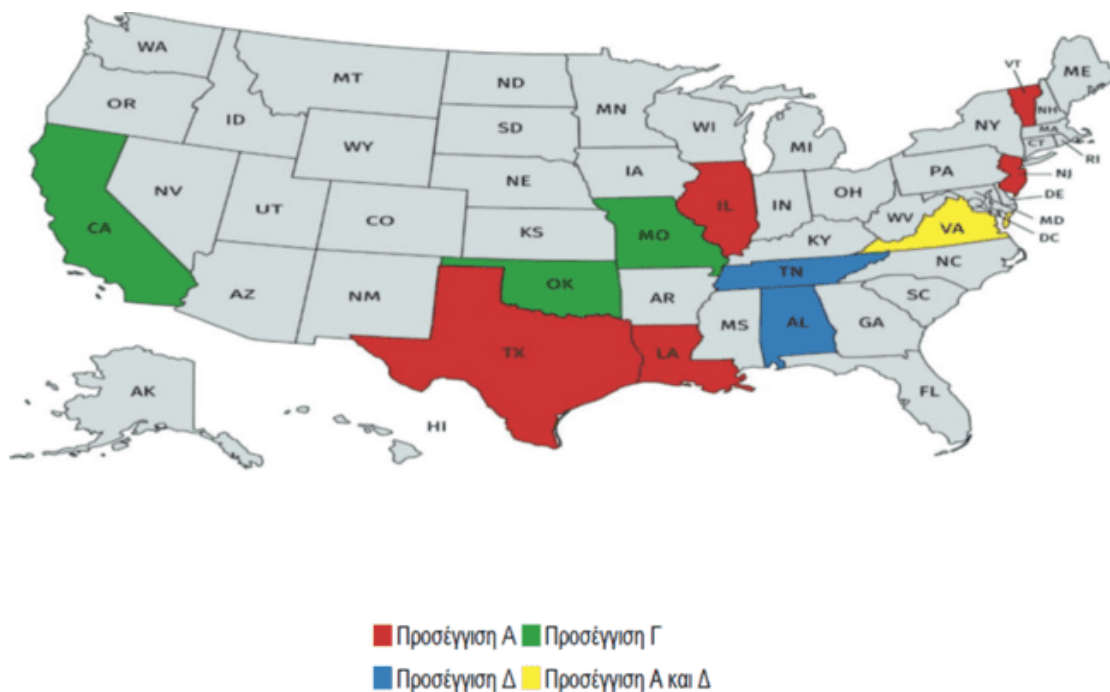 WA
MT
ND
MN
VT
ME
OR
ID
SD
WI
NY
NH
MA
WY
MI
CT
RI
IA
PA
NJ
NE
OH
DE
NV
IL
IN
UT
CO
WV
VA
MD
CA
KS
MO
KY
DC
TN
NC
OK
AZ
NM
AR
SC
MS
AL
GA
TX
LA
AK
FL
HI
Προσέγγιση Α
Προσέγγιση Γ
Προσέγγιση Δ
Προσέγγιση Α και Δ